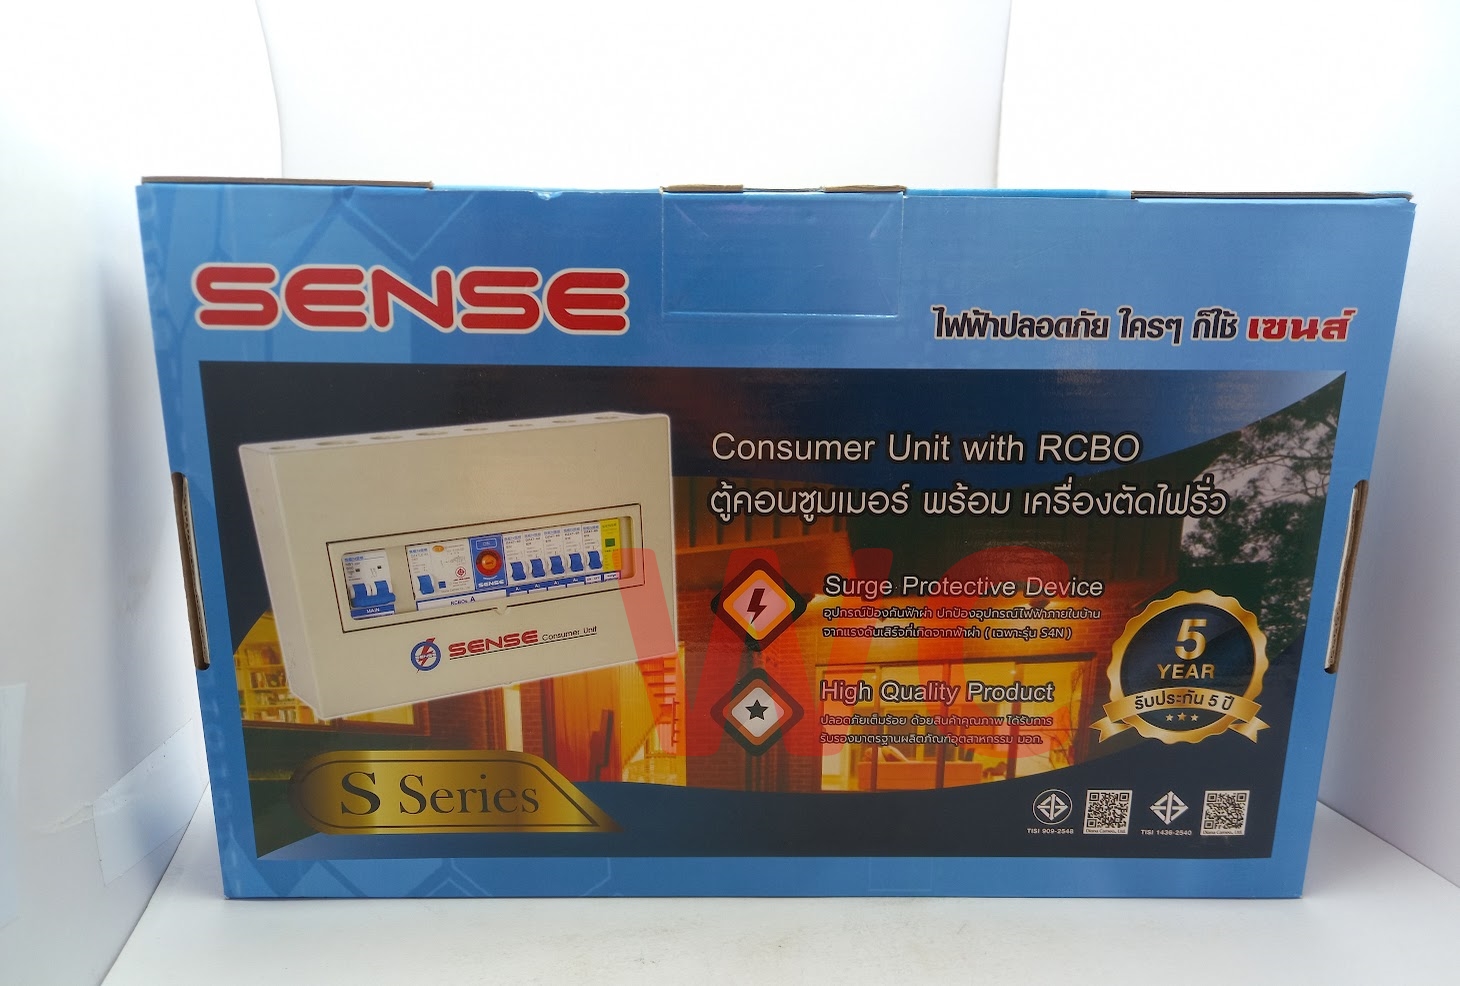 SENSE
ไฟฟ้าปลอดภัย ใครๆ ก็ใช้ เซนส์
Consumer Unit with RCBO
ตู้คอนซูมเมอร์ พร้อม เครื่องตัดไฟรั่ว
MAIN
RCBOs A
SENSE
SENSE Consumer Unit
Surge Protective Device
อุปกรณ์ป้องกันฟ้าผ่า ปกป้องอุปกรณ์ไฟฟ้าภายในบ้าน
จากแรงดันเสิร์จที่เกิดจากฟ้าผ่า ( เฉพาะรุ่น S4N )
High Quality Product
ปลอดภัยเต็มร้อย ด้วยสินค้าคุณภาพ ได้รับการ
รับรองมาตรฐานผลิตภัณฑ์อุตสาหกรรม มอก.
5
YEAR
รับประกัน 5 ปี
S Series
TISI 909-2548
TISI 1436-2540